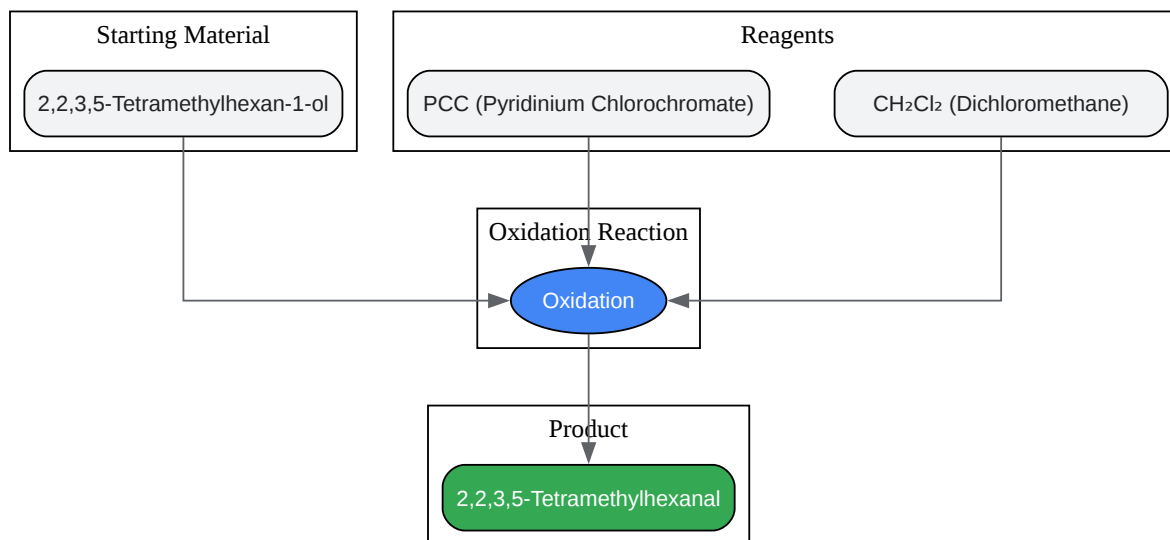 Starting Material
2,2,3,5-Tetramethylhexan-1-ol
Reagents
PCC (Pyridinium Chlorochromate)
CH₂Cl₂ (Dichloromethane)
Oxidation Reaction
Oxidation
Product
2,2,3,5-Tetramethylhexanal